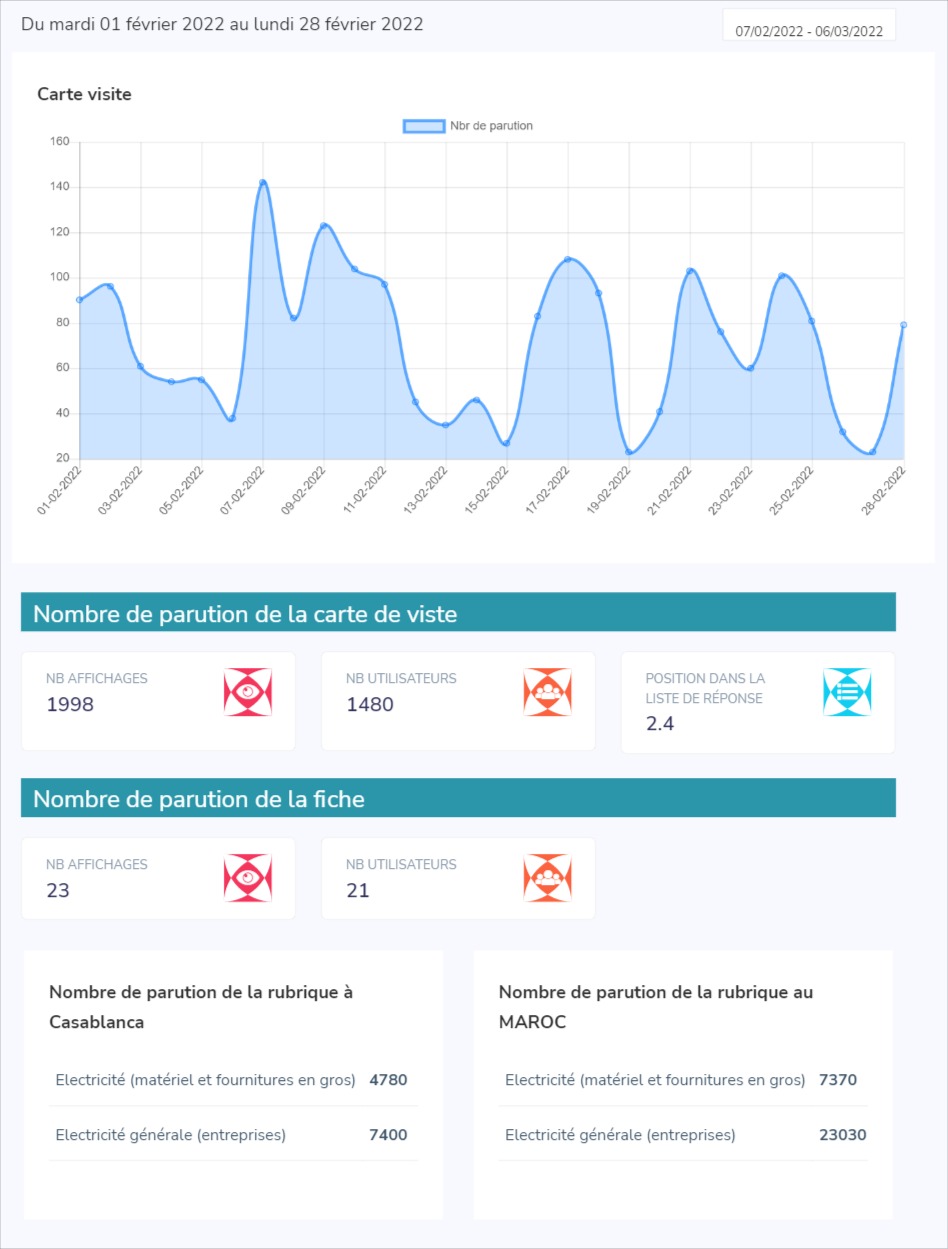 Du mardi 01 février 2022 au lundi 28 février 2022
07/02/2022 - 06/03/2022
Carte visite
Nbr de parution
160
140
120
100
80
60
40
20
01-02-2022
03-02-2022
05-02-2022
07-02-2022
09-02-2022
11-02-2022
13-02-2022
15-02-2022
17-02-2022
19-02-2022
21-02-2022
23-02-2022
25-02-2022
28-02-2022
Nombre de parution de la carte de viste
NB AFFICHAGES
1998
NB UTILISATEURS
1480
POSITION DANS LA
LISTE DE RÉPONSE
2.4
Nombre de parution de la fiche
NB AFFICHAGES
23
NB UTILISATEURS
21
Nombre de parution de la rubrique à
Casablanca
Electricité (matériel et fournitures en gros) 4780
Electricité générale (entreprises) 7400
Nombre de parution de la rubrique au
MAROC
Electricité (matériel et fournitures en gros) 7370
Electricité générale (entreprises) 23030